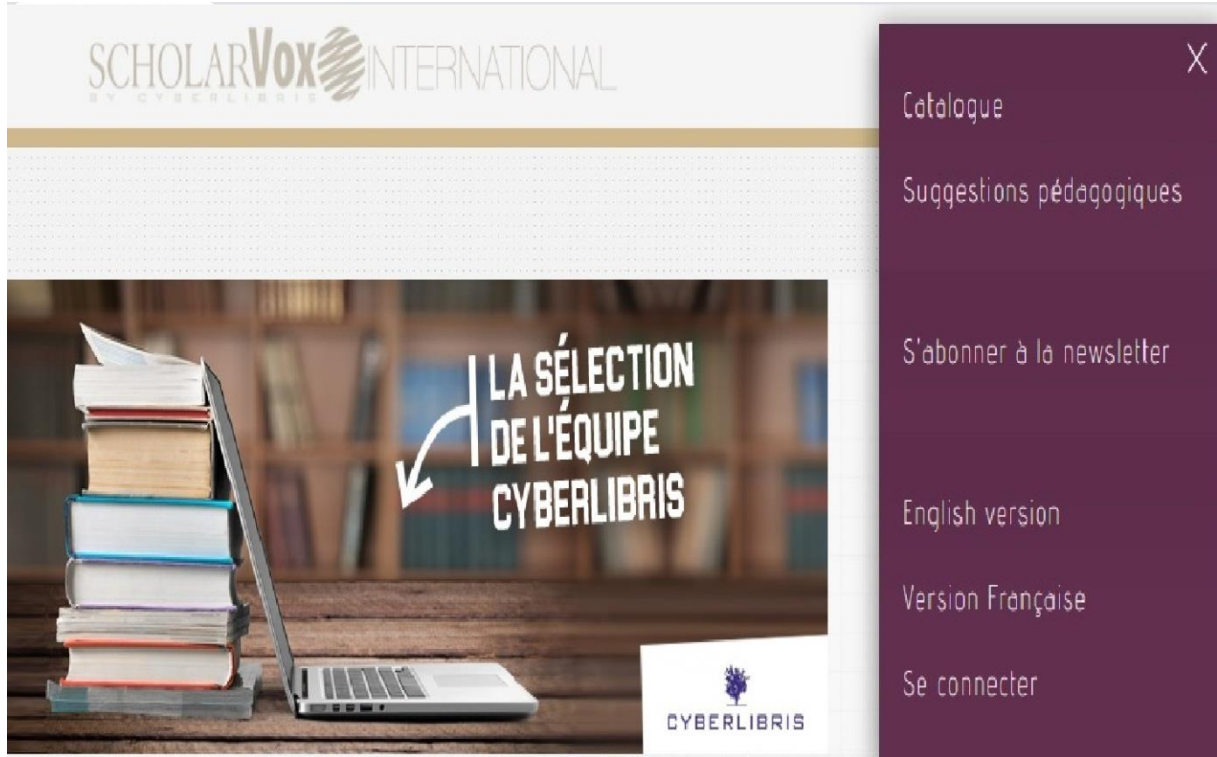 SCHOLARVOX INTERNATIONAL
BY CYBERLIBRIS
X
Catalogue
Suggestions pédagogiques
S'abonner à la newsletter
English version
Version Française
Se connecter
LA SÉLECTION
DE L'ÉQUIPE
CYBERLIBRIS
CYBERLIBRIS